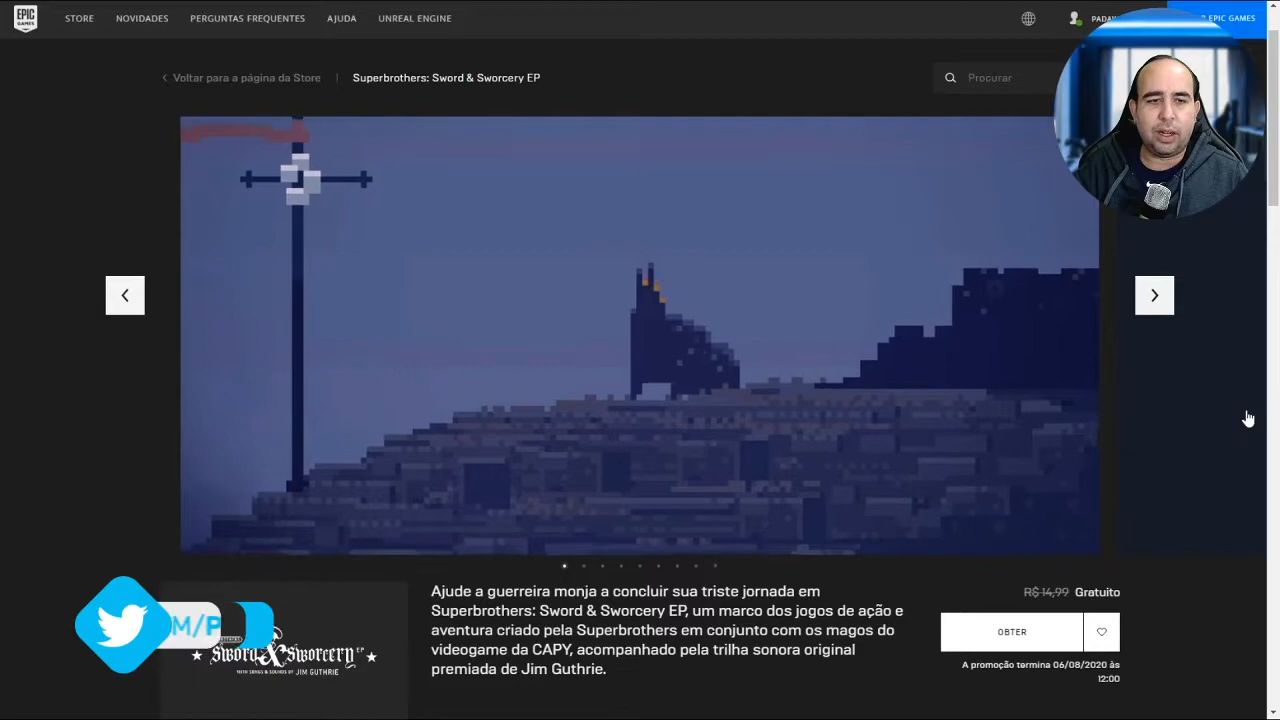 EPIC GAMES
STORE NOVIDADES PERGUNTAS FREQUENTES AJUDA UNREAL ENGINE
EPIC GAMES
Voltar para a página da Store | Superbrothers: Sword & Sworcery EP
Procurar
Ajude a guerreira monja a concluir sua triste jornada em
Superbrothers: Sword & Sworcery EP, um marco dos jogos de ação e
aventura criado pela Superbrothers em conjunto com os magos do
videogame da CAPY, acompanhado pela trilha sonora original
premiada de Jim Guthrie.
R$ 14,99 Gratuito
OBTER
A promoção termina 06/08/2020 às
12:00
M/P
Sword & Sworcery EP
WITH SONGS & SOUNDS BY JIM GUTHRIE